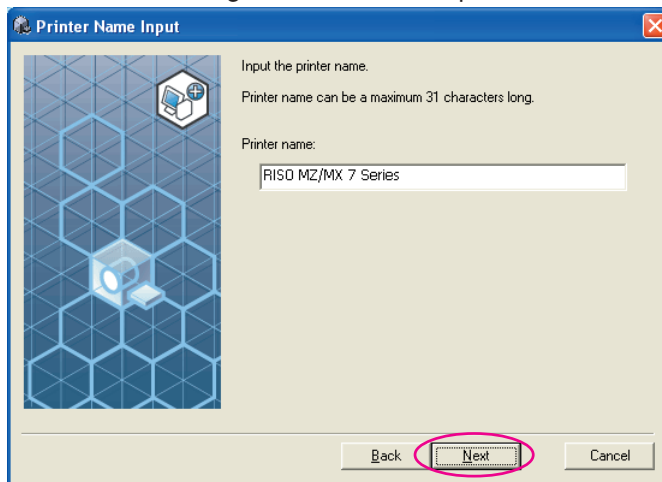 Printer Name Input
Input the printer name.
Printer name can be a maximum 31 characters long.
Printer name:
RISO MZ/MX 7 Series
Back
Next
Cancel